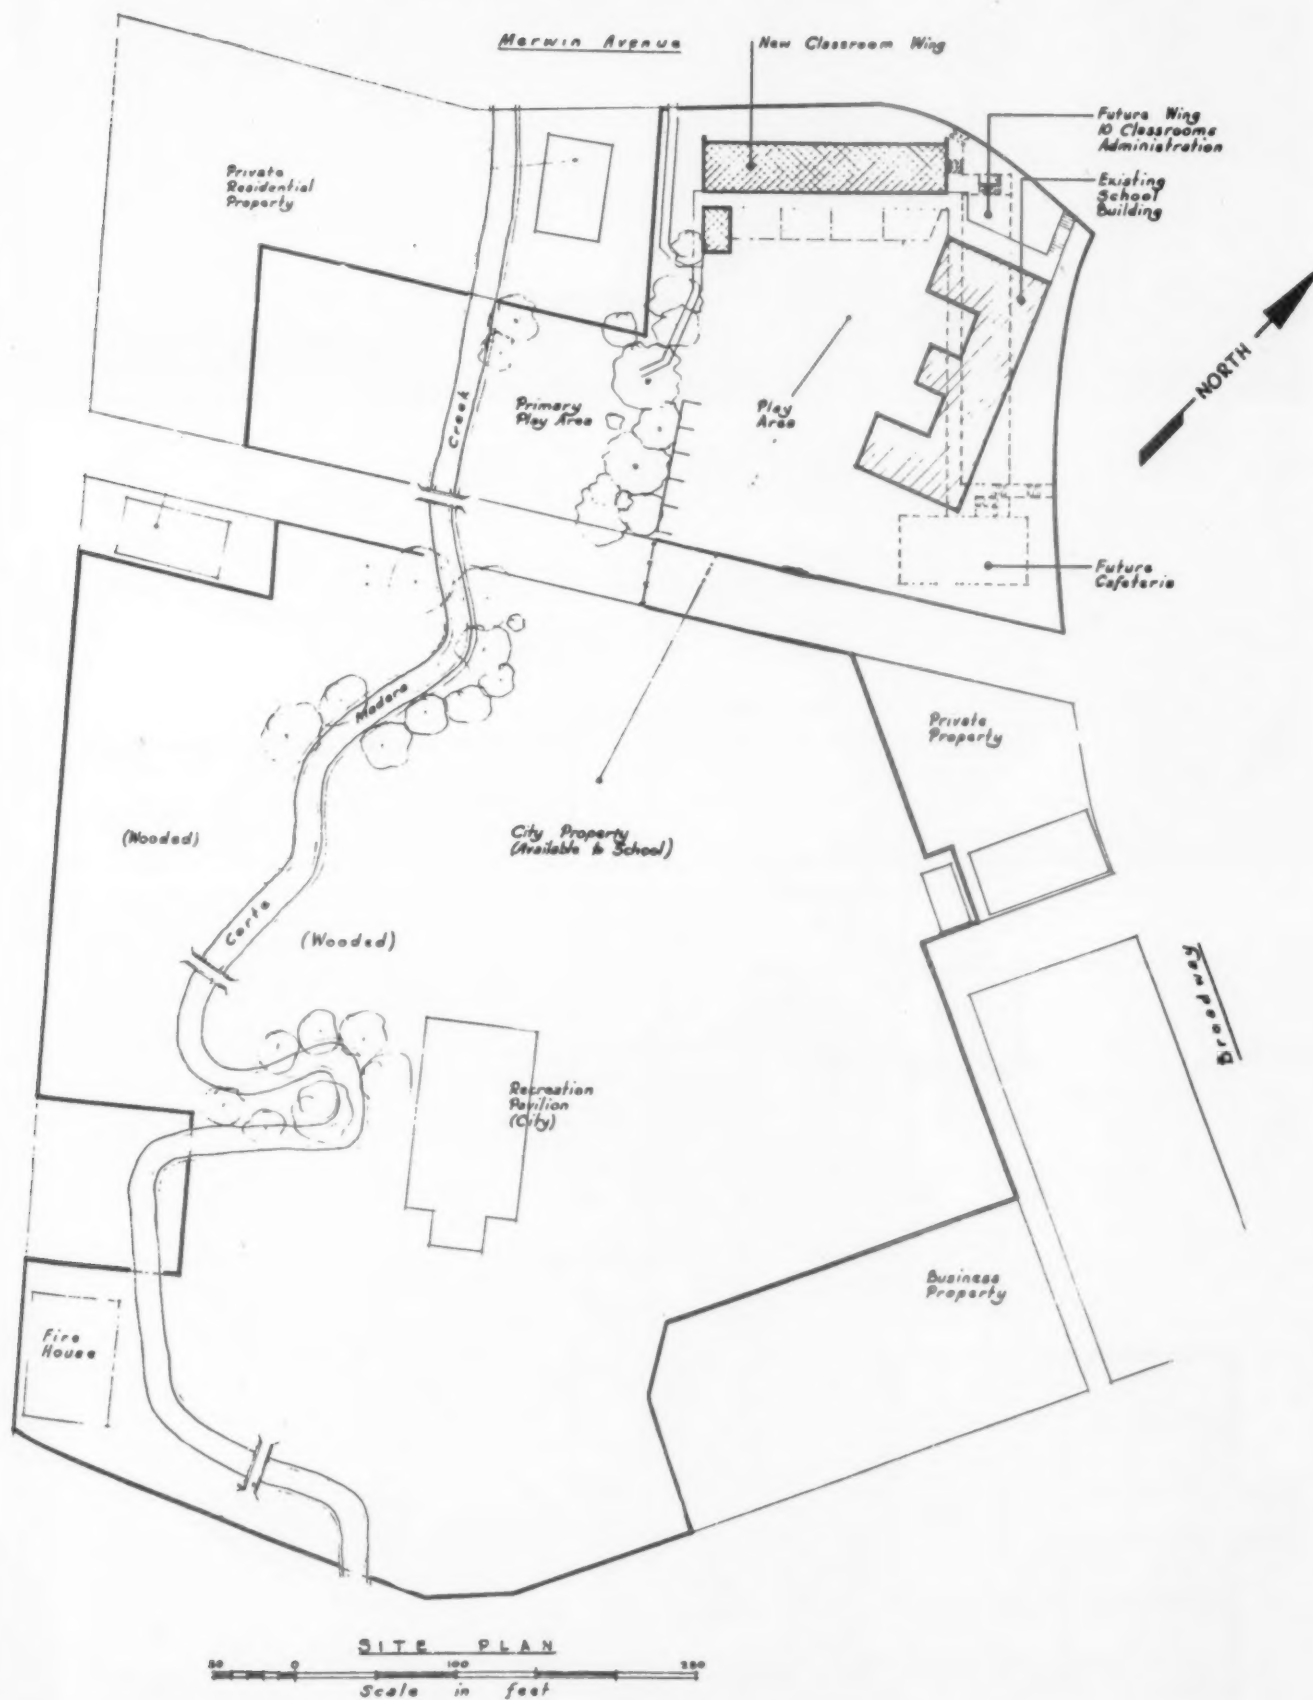 Merwin Avenue
New Classroom Wing
Future Wing
10 Classrooms
Administration
Existing
School
Building
Private
Residential
Property
NORTH
Creek
Primary
Play Area
Play
Area
Future
Cafeteria
Madera
Private
Property
(Wooded)
City Property
(Available to School)
Corte
(Wooded)
Broadway
Recreation
Pavilion
(City)
Business
Property
Fire
House
SITE PLAN
50 0 100 250
Scale in feet